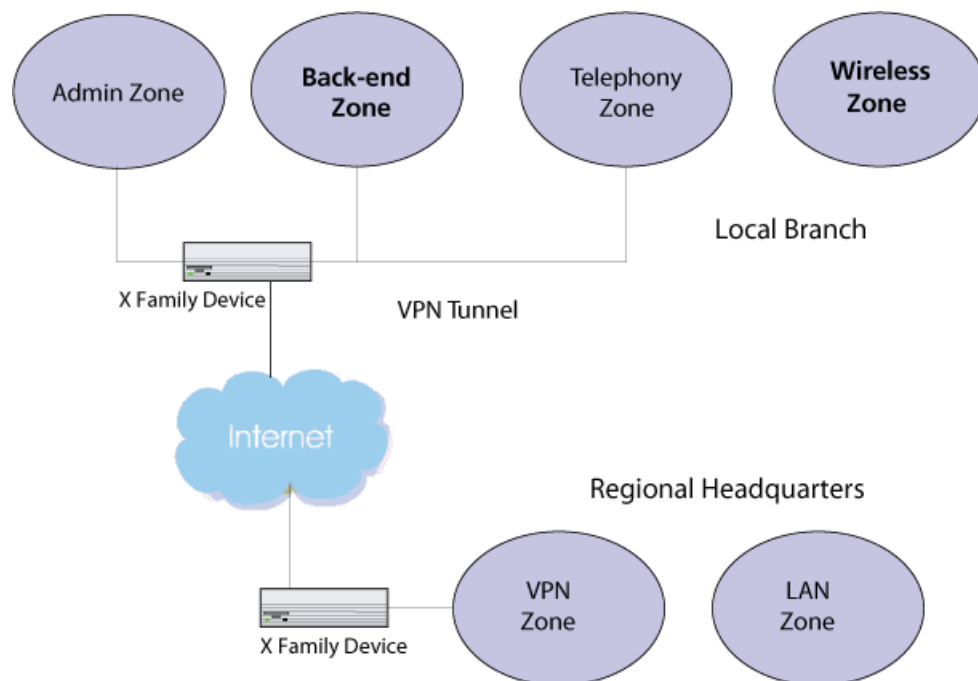 Admin Zone
Back-end
Zone
Telephony
Zone
Wireless
Zone
Local Branch
X Family Device
VPN Tunnel
Internet
Regional Headquarters
VPN
Zone
LAN
Zone
X Family Device